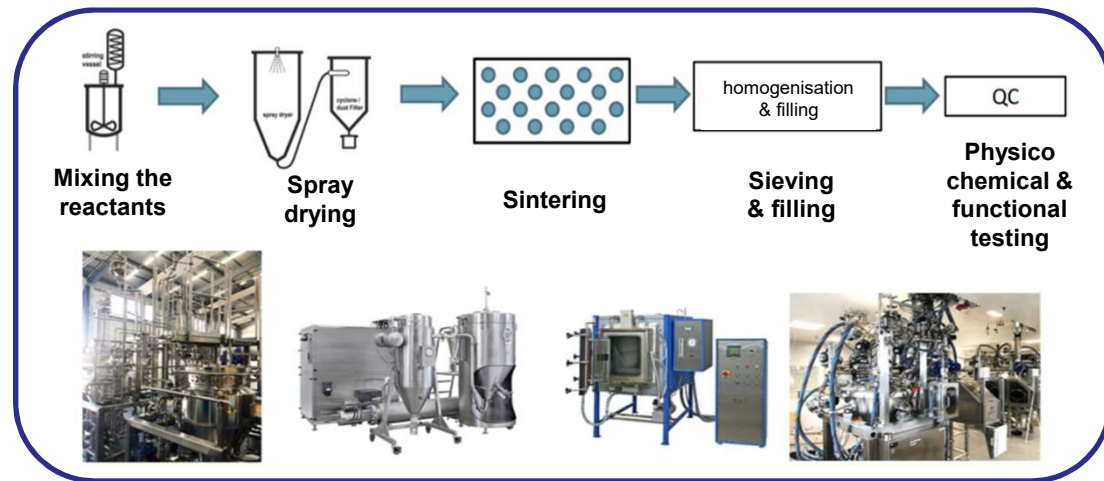 stirring
vessel
spray dryer
cyclone /
dust Filter
homogenisation
& filling
QC
Mixing the
reactants
Spray
drying
Sintering
Sieving
& filling
Physico
chemical &
functional
testing